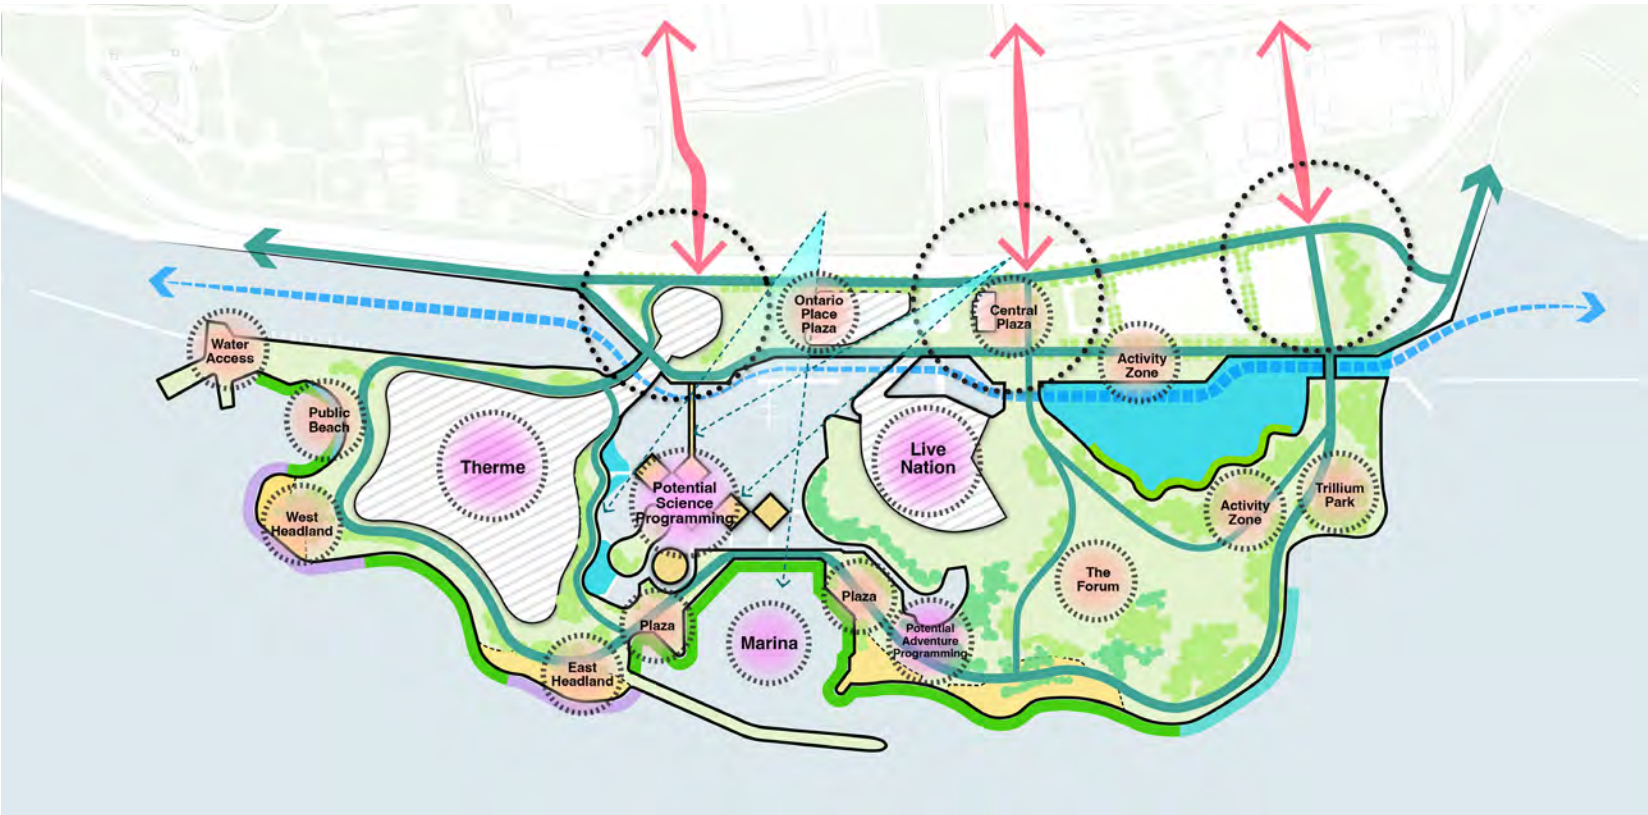 Ontario
Place
Plaza
Central
Plaza
Water
Access
Activity
Zone
Public
Beach
Therme
Live
Nation
Potential
Science
Programming
West
Headland
Activity
Zone
Trillium
Park
The
Forum
Plaza
Plaza
Marina
Potential
Adventure
Programming
East
Headland